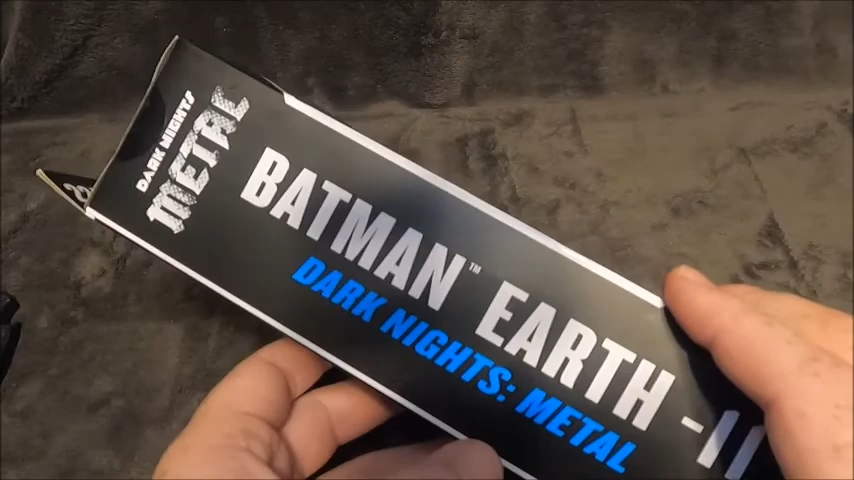 DARK NIGHTS
METAL
BATMAN™ EARTH -11
DARK NIGHTS: METAL